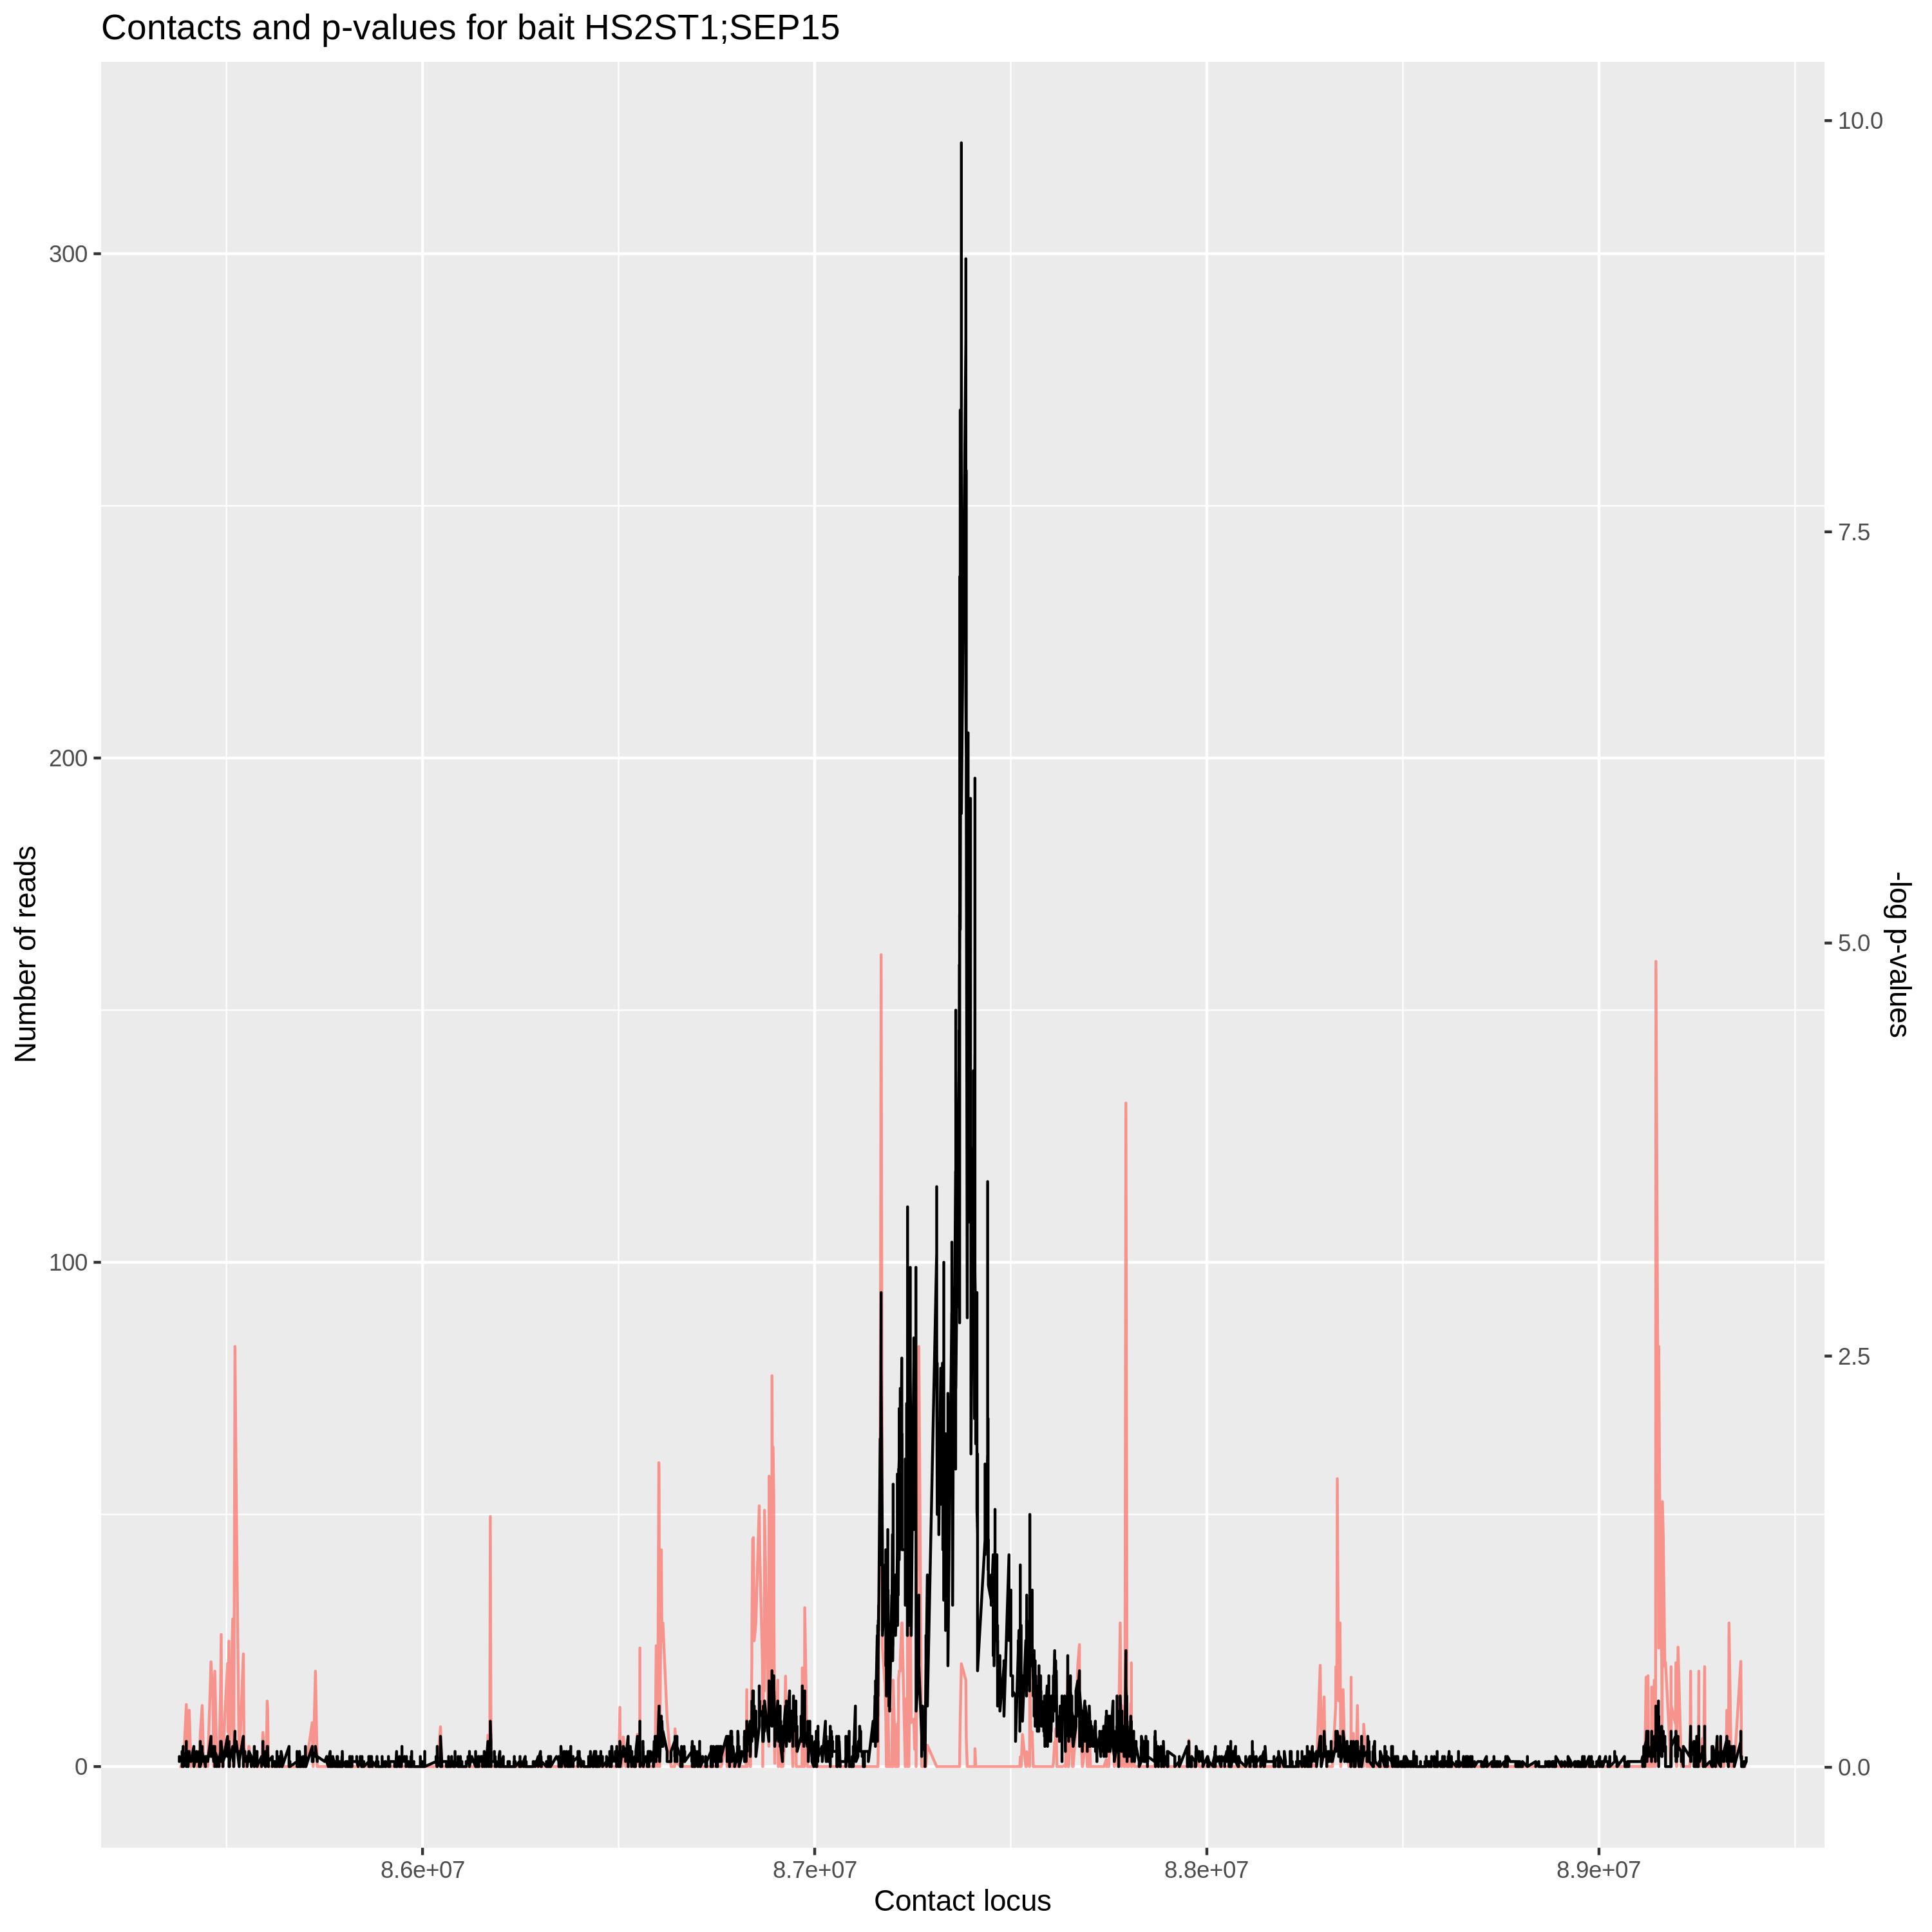 Contacts and p-values for bait HS2ST1;SEP15
10.0
300
7.5
200
Number of reads
5.0
-log p-values
100
2.5
0
0.0
8.6e+07
8.7e+07
8.8e+07
8.9e+07
Contact locus